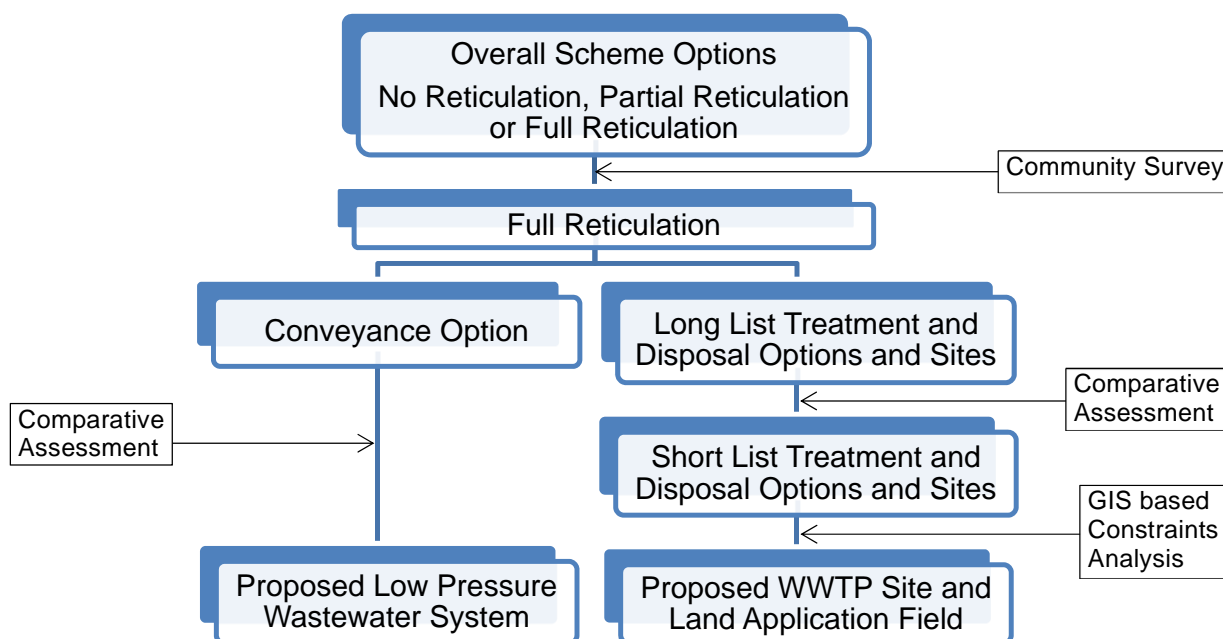 Overall Scheme Options
No Reticulation, Partial Reticulation
or Full Reticulation
Community Survey
Full Reticulation
Conveyance Option
Long List Treatment and
Disposal Options and Sites
Comparative
Assessment
Comparative
Assessment
Short List Treatment and
Disposal Options and Sites
GIS based
Constraints
Analysis
Proposed Low Pressure
Wastewater System
Proposed WWTP Site and
Land Application Field